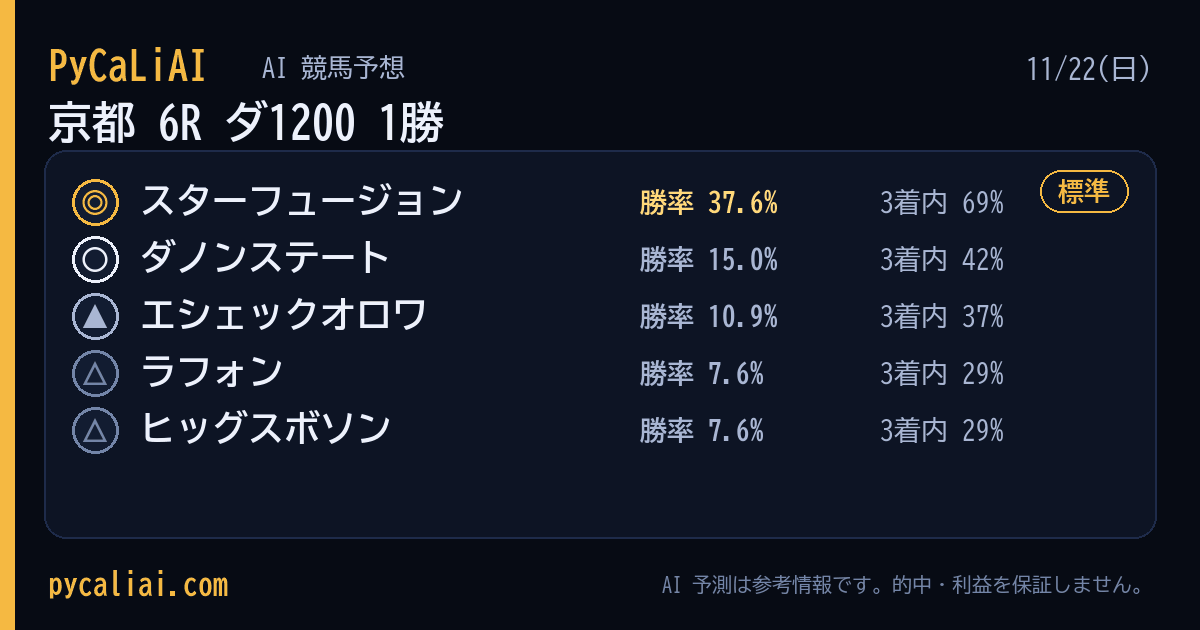 PyCaLiAI AI 競馬予想 11/22(日)
京都 6R ダ1200 1勝
◎ スターフュージョン 勝率 37.6% 3着内 69% 標準
○ ダノンステート 勝率 15.0% 3着内 42%
▲ エシェックオロワ 勝率 10.9% 3着内 37%
△ ラフォン 勝率 7.6% 3着内 29%
△ ヒッグスボソン 勝率 7.6% 3着内 29%
pycaliai.com AI 予測は参考情報です。的中・利益を保証しません。